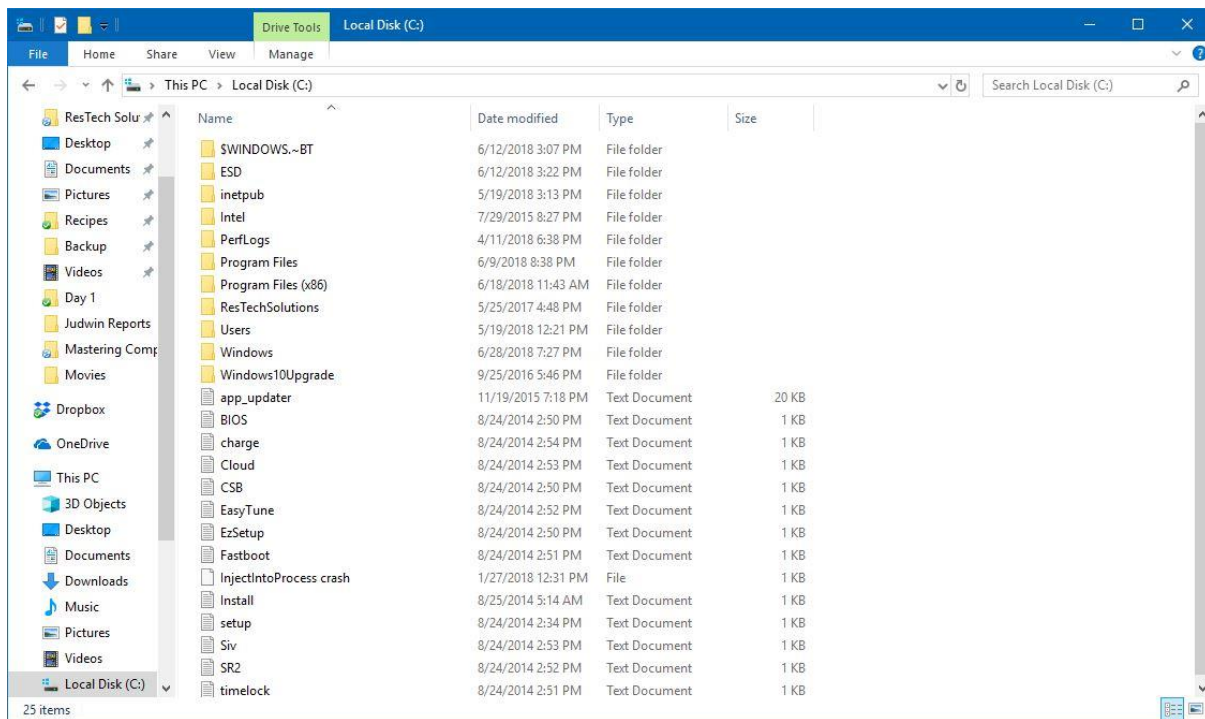 Drive Tools Local Disk (C:)
File Home Share View Manage
This PC > Local Disk (C:) Search Local Disk (C:)
ResTech Solu
Desktop
Documents
Pictures
Recipes
Backup
Videos
Day 1
Judwin Reports
Mastering Comp
Movies
Dropbox
OneDrive
This PC
3D Objects
Desktop
Documents
Downloads
Music
Pictures
Videos
Local Disk (C:)
Name Date modified Type Size
$WINDOWS.~BT 6/12/2018 3:07 PM File folder
ESD 6/12/2018 3:22 PM File folder
inetpub 5/19/2018 3:13 PM File folder
Intel 7/29/2015 8:27 PM File folder
PerfLogs 4/11/2018 6:38 PM File folder
Program Files 6/9/2018 8:38 PM File folder
Program Files (x86) 6/18/2018 11:43 AM File folder
ResTechSolutions 5/25/2017 4:48 PM File folder
Users 5/19/2018 12:21 PM File folder
Windows 6/28/2018 7:27 PM File folder
Windows10Upgrade 9/25/2016 5:46 PM File folder
app_updater 11/19/2015 7:18 PM Text Document 20 KB
BIOS 8/24/2014 2:50 PM Text Document 1 KB
charge 8/24/2014 2:54 PM Text Document 1 KB
Cloud 8/24/2014 2:53 PM Text Document 1 KB
CSB 8/24/2014 2:50 PM Text Document 1 KB
EasyTune 8/24/2014 2:52 PM Text Document 1 KB
EzSetup 8/24/2014 2:50 PM Text Document 1 KB
Fastboot 8/24/2014 2:51 PM Text Document 1 KB
InjectIntoProcess crash 1/27/2018 12:31 PM File 1 KB
Install 8/25/2014 5:14 AM Text Document 1 KB
setup 8/24/2014 2:34 PM Text Document 1 KB
Siv 8/24/2014 2:53 PM Text Document 1 KB
SR2 8/24/2014 2:52 PM Text Document 1 KB
timelock 8/24/2014 2:51 PM Text Document 1 KB
25 items